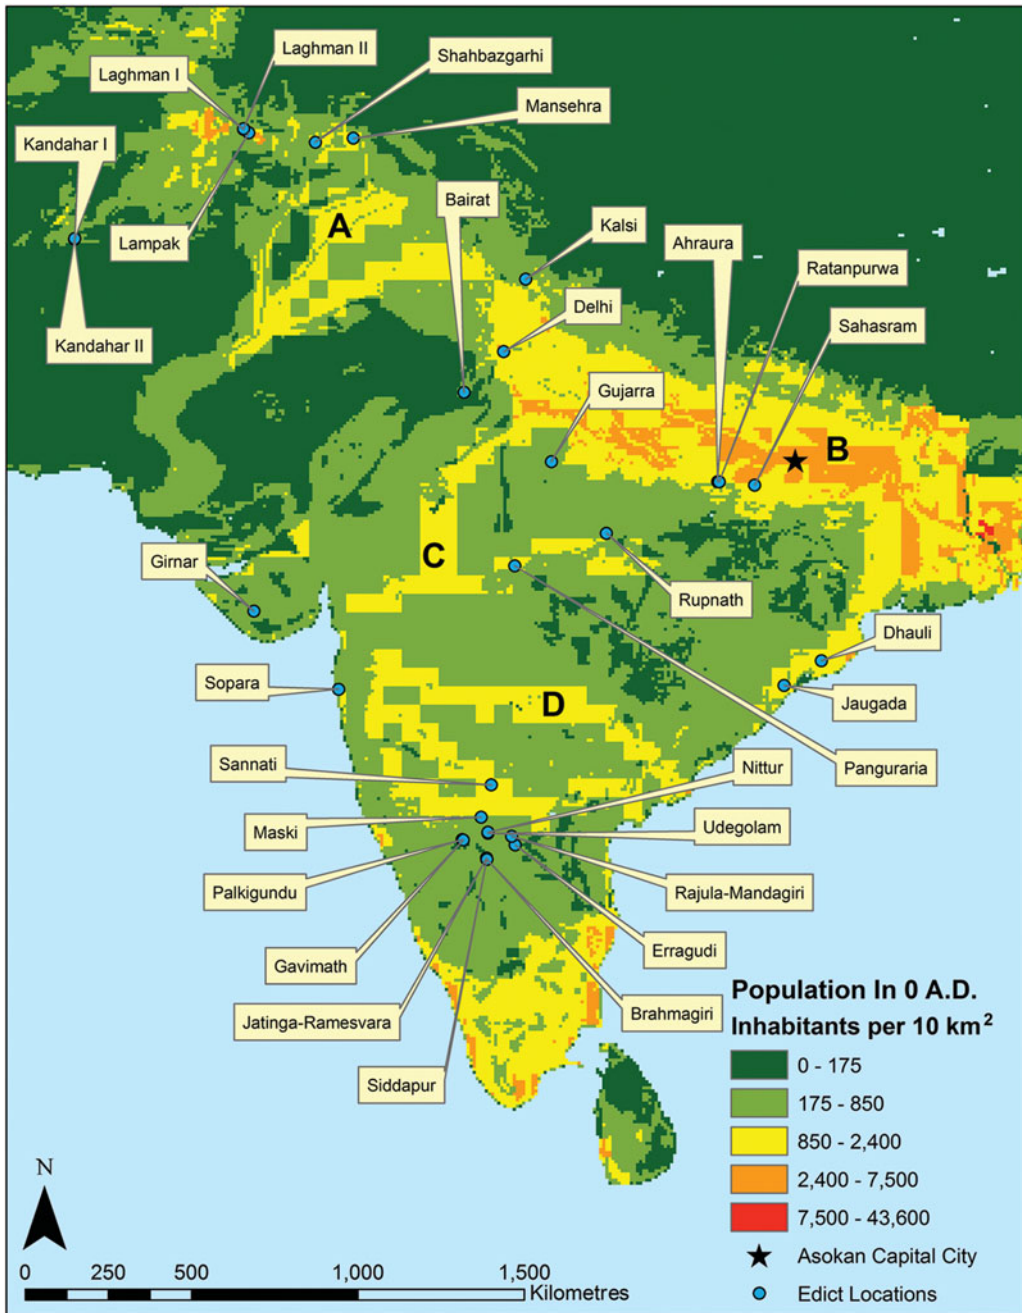 Laghman II
Shahbazgarhi
Laghman I
Mansehra
Kandahar I
Bairat
Kalsi
Ahraura
Ratanpurwa
A
Lampak
Delhi
Sahasram
Kandahar II
Gujarra
B
C
Girnar
Rupnath
Dhauli
Sopara
D
Jaugada
Sannati
Nittur
Panguraria
Maski
Udegolam
Palkigundu
Rajula-Mandagiri
Gavimath
Erragudi
Jatinga-Ramesvara
Brahmagiri
Siddapur
Population In 0 A.D.
Inhabitants per 10 km²
0 - 175
175 - 850
850 - 2,400
2,400 - 7,500
7,500 - 43,600
Asokan Capital City
Edict Locations
N
0 250 500 1,000 1,500
Kilometres